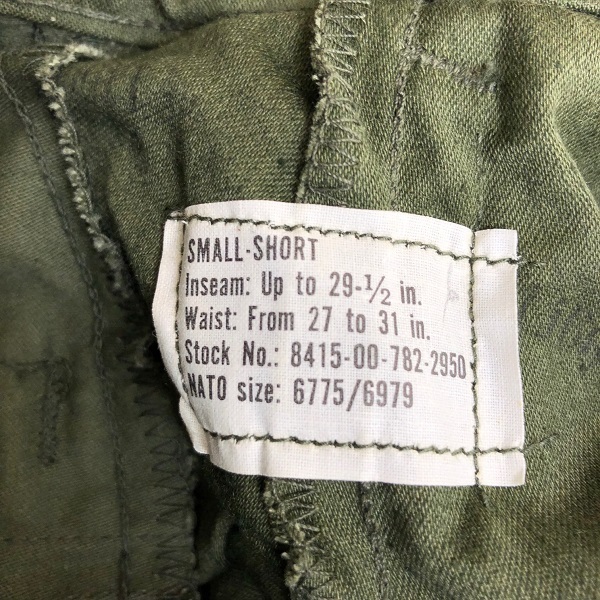 SMALL-SHORT
Inseam: Up to 29-½ in.
Waist: From 27 to 31 in.
Stock No.: 8415-00-782-2950
NATO size: 6775/6979